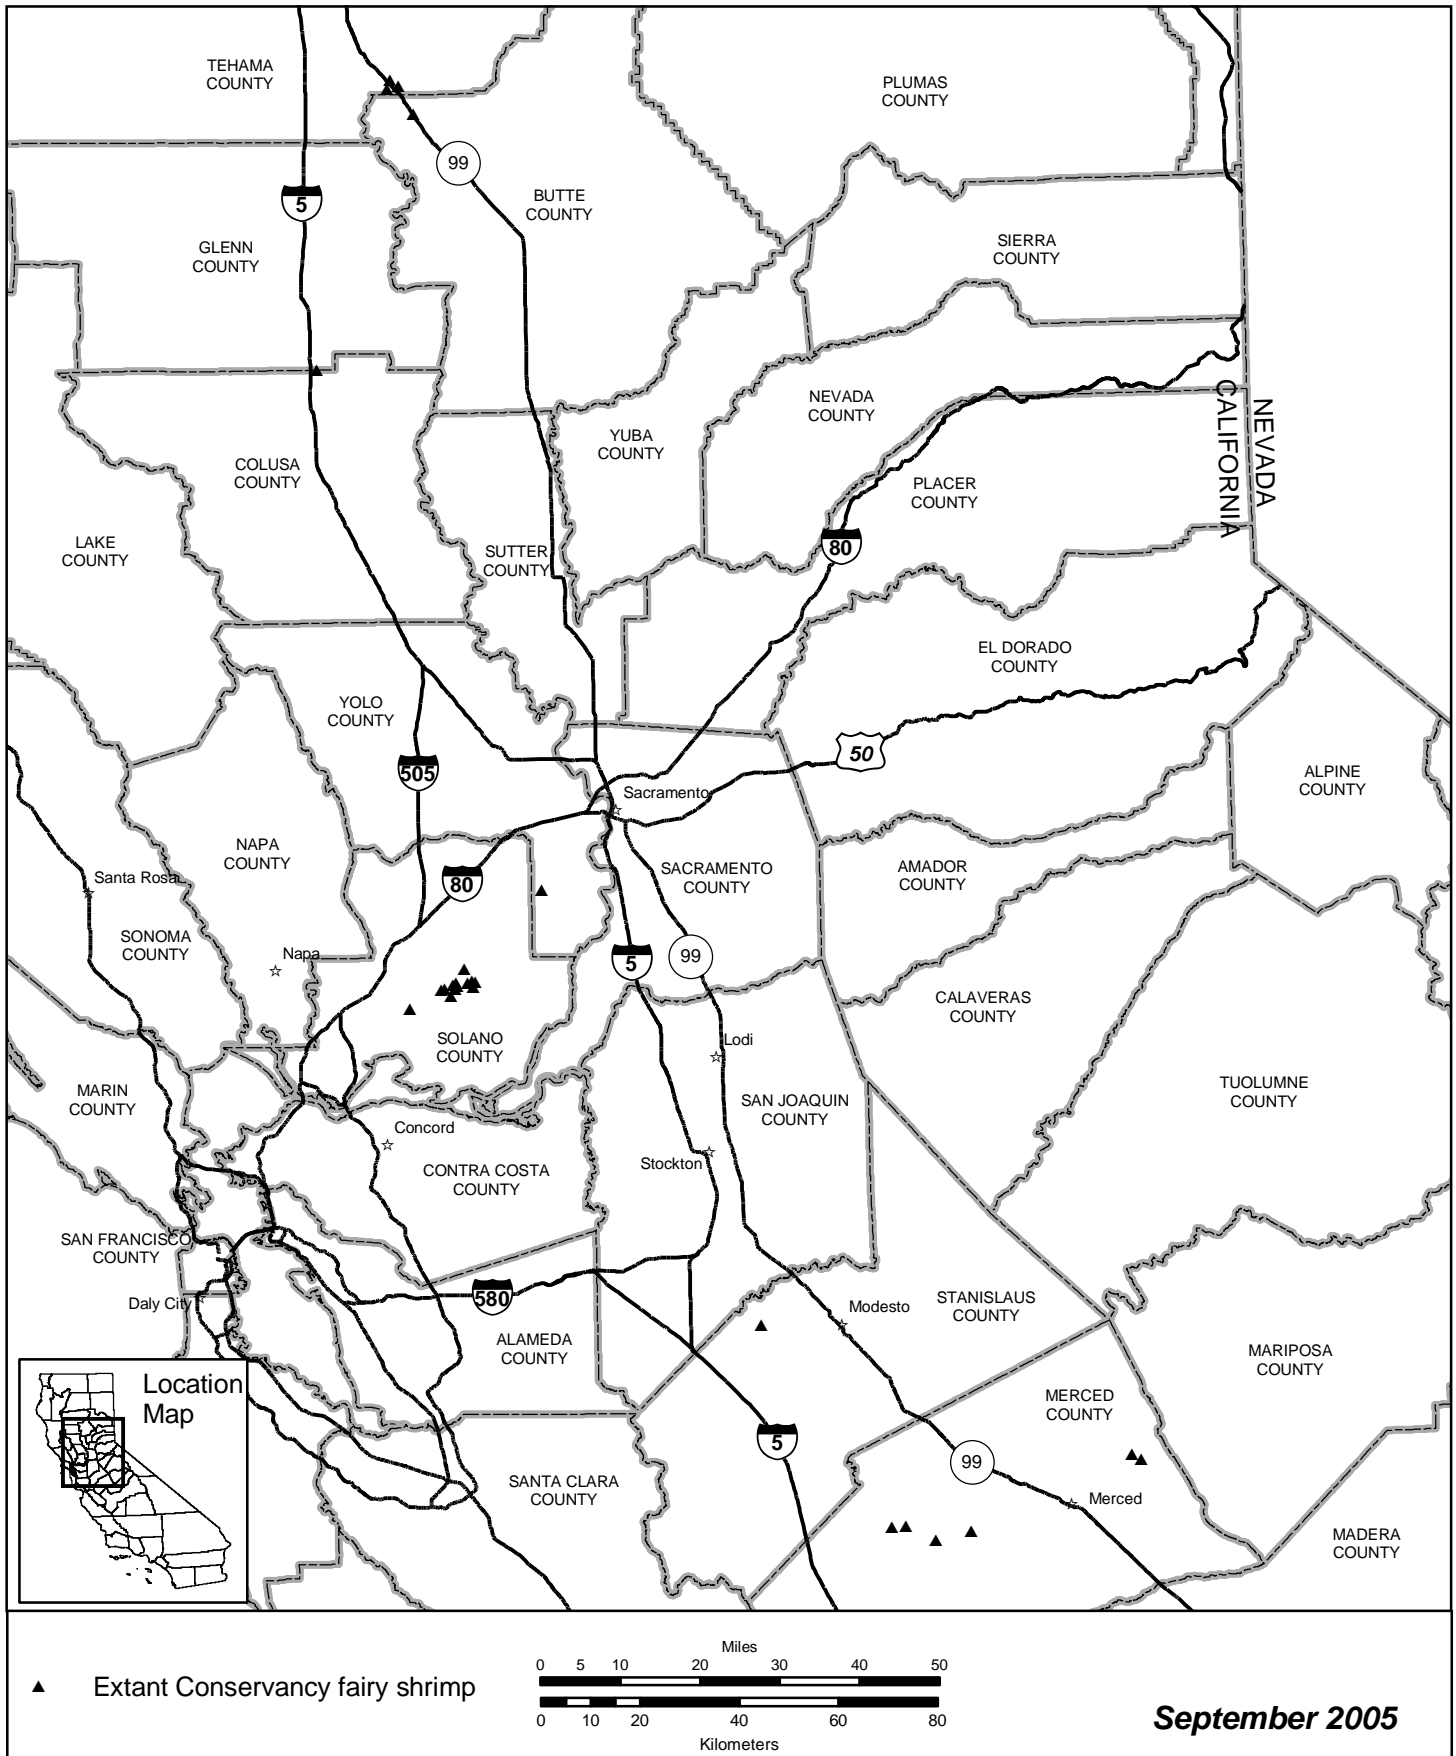 TEHAMA
COUNTY
PLUMAS
COUNTY
99
5
BUTTE
COUNTY
GLENN
COUNTY
SIERRA
COUNTY
NEVADA
COUNTY
NEVADA
CALIFORNIA
YUBA
COUNTY
COLUSA
COUNTY
PLACER
COUNTY
LAKE
COUNTY
SUTTER
COUNTY
80
EL DORADO
COUNTY
YOLO
COUNTY
50
505
ALPINE
COUNTY
Sacramento
NAPA
COUNTY
SACRAMENTO
COUNTY
AMADOR
COUNTY
Santa Rosa
80
SONOMA
COUNTY
Napa
5
99
CALAVERAS
COUNTY
SOLANO
COUNTY
Lodi
MARIN
COUNTY
TUOLUMNE
COUNTY
SAN JOAQUIN
COUNTY
Concord
Stockton
CONTRA COSTA
COUNTY
SAN FRANCISCO
COUNTY
Daly City
580
Modesto
STANISLAUS
COUNTY
ALAMEDA
COUNTY
MARIPOSA
COUNTY
Location
Map
MERCED
COUNTY
5
99
SANTA CLARA
COUNTY
Merced
MADERA
COUNTY
Extant Conservancy fairy shrimp
Miles
0 5 10 20 30 40 50
0 10 20 40 60 80
Kilometers
September 2005